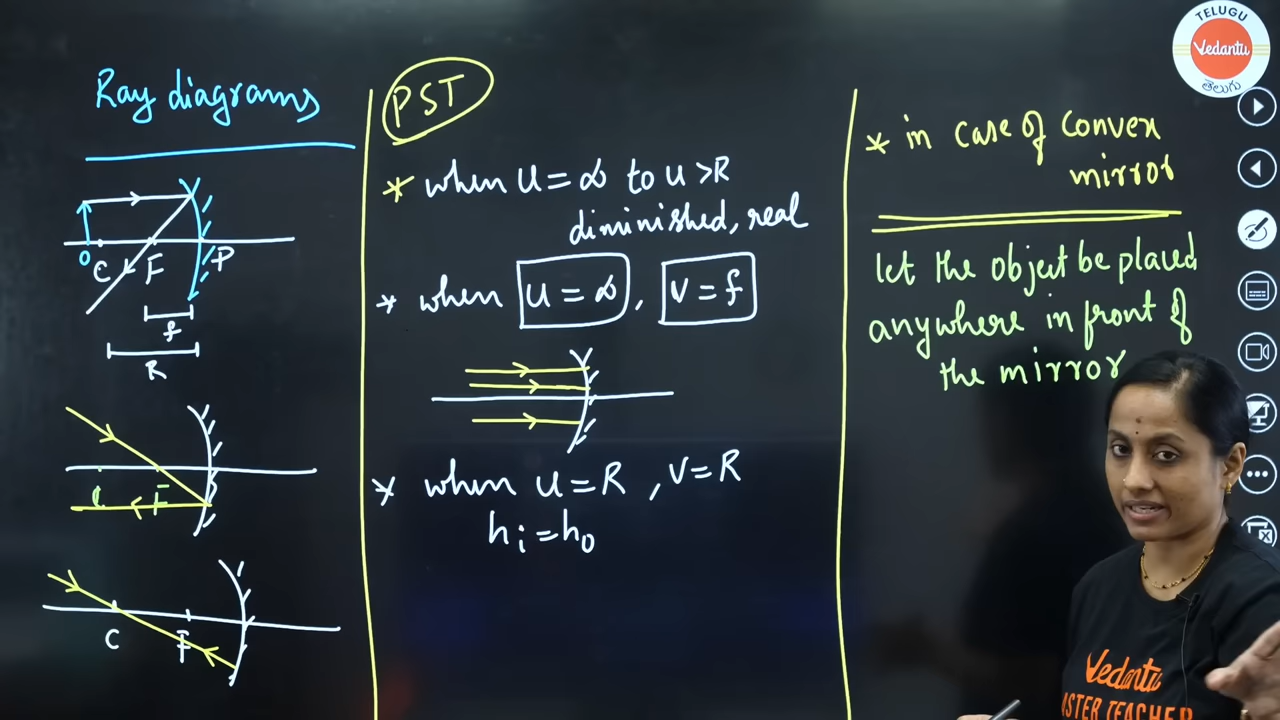 Ray diagrams
O
C
F
P
f
R
C
F
C
F
PST
* when u = ∞ to u > R
diminished, real
* when u = ∞, v = f
* when u = R, v = R
hi = ho
* in case of convex
mirror
let the object be placed
anywhere in front of
the mirror
TELUGU
Vedantu
తెలుగు
Vedantu
MASTER TEACHER